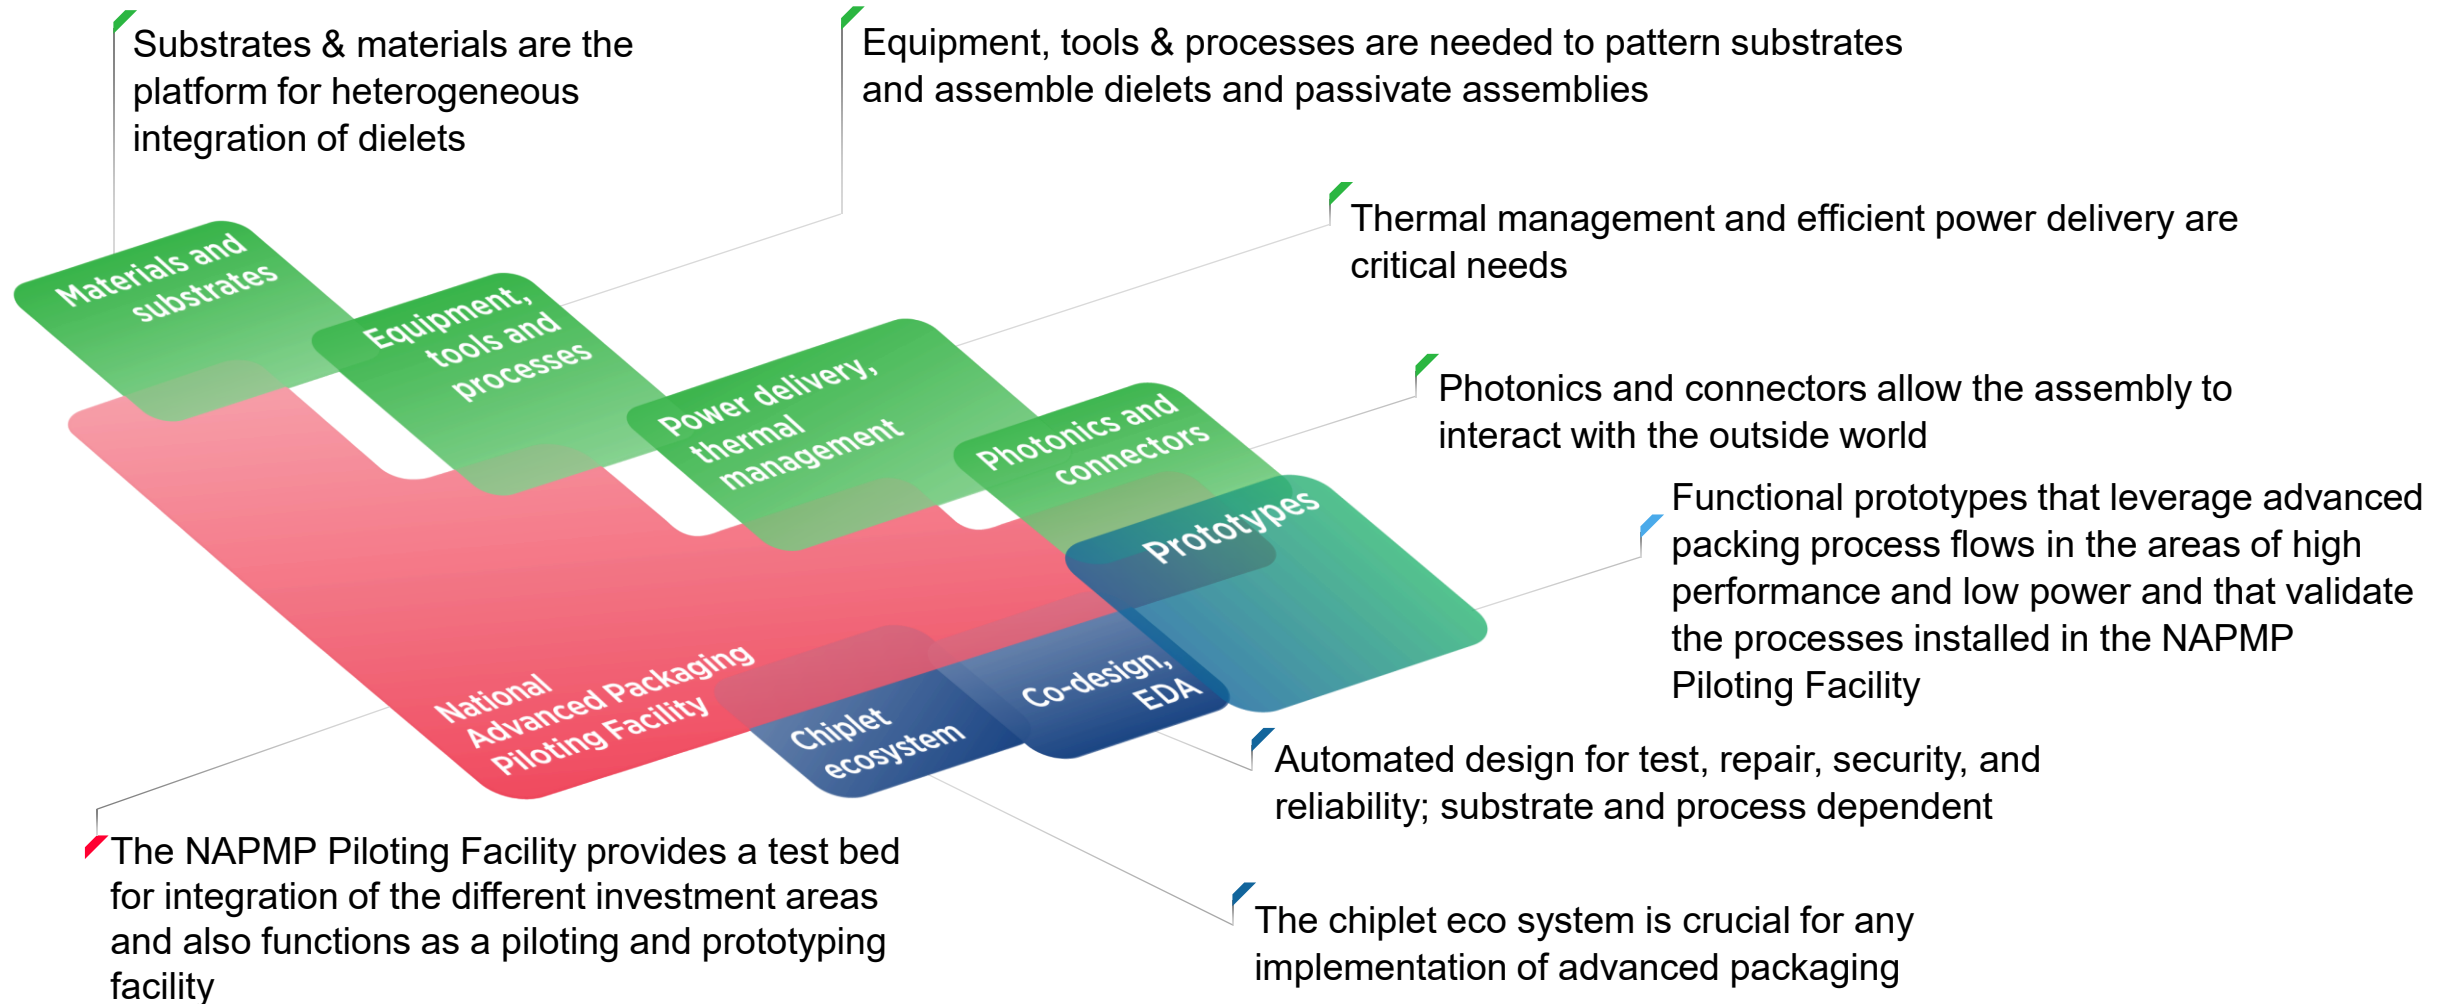 Substrates & materials are the
platform for heterogeneous
integration of dielets
Equipment, tools & processes are needed to pattern substrates
and assemble dielets and passivate assemblies
Thermal management and efficient power delivery are
critical needs
Photonics and connectors allow the assembly to
interact with the outside world
Functional prototypes that leverage advanced
packing process flows in the areas of high
performance and low power and that validate
the processes installed in the NAPMP
Piloting Facility
Materials and
substrates
Equipment,
tools and
processes
Power delivery,
thermal
management
Photonics and
connectors
Prototypes
National
Advanced Packaging
Piloting Facility
Chiplet
ecosystem
Co-design,
EDA
Automated design for test, repair, security, and
reliability; substrate and process dependent
The NAPMP Piloting Facility provides a test bed
for integration of the different investment areas
and also functions as a piloting and prototyping
facility
The chiplet eco system is crucial for any
implementation of advanced packaging